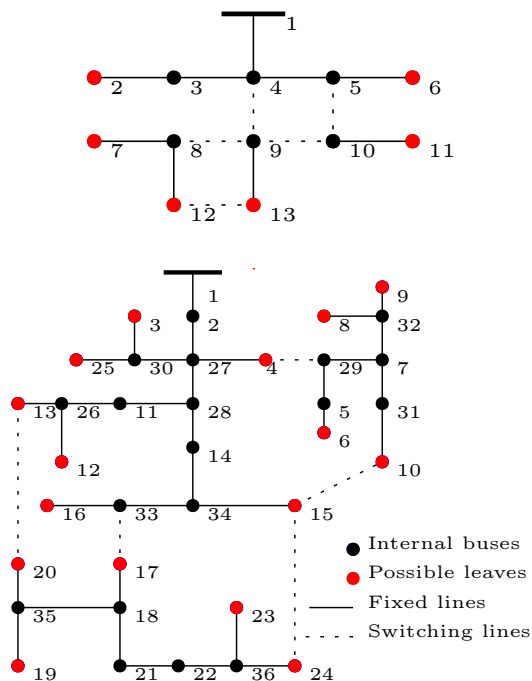 1
2 3 4 5 6
7 8 9 10 11
12 13
1
9
2
3 8 32
25 30 27 4 29 7
13 26 11 28 5 31
6
12 14 10
16 33 34 15
Internal buses
20 17 Possible leaves
35 18 23 Fixed lines
Switching lines
19 21 22 36 24